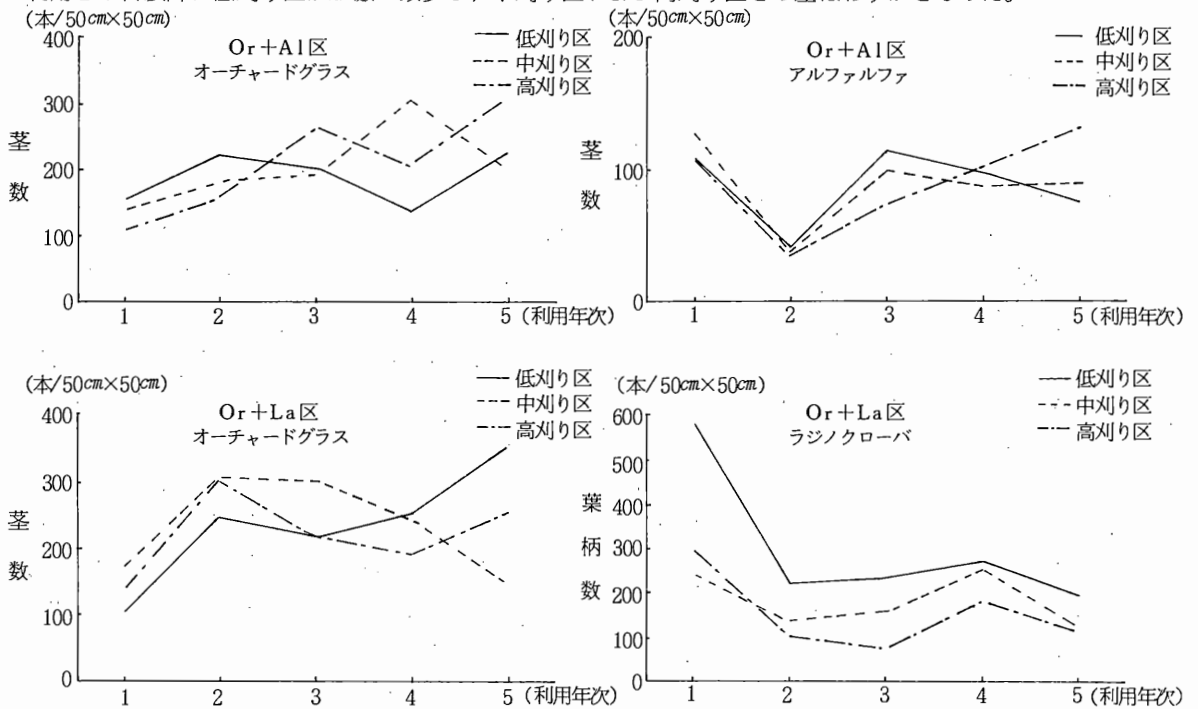 (本/50cm×50cm)
400
300
200
100
0
茎数
Or+Al区
オーチャードグラス
低刈り区
中刈り区
高刈り区
1 2 3 4 5 (利用年次)
(本/50cm×50cm)
200
100
0
茎数
Or+Al区
アルファルファ
低刈り区
中刈り区
高刈り区
1 2 3 4 5 (利用年次)
(本/50cm×50cm)
400
300
200
100
0
茎数
Or+La区
オーチャードグラス
低刈り区
中刈り区
高刈り区
1 2 3 4 5 (利用年次)
(本/50cm×50cm)
600
500
400
300
200
100
0
葉柄数
Or+La区
ラジノクローバ
低刈り区
中刈り区
高刈り区
1 2 3 4 5 (利用年次)